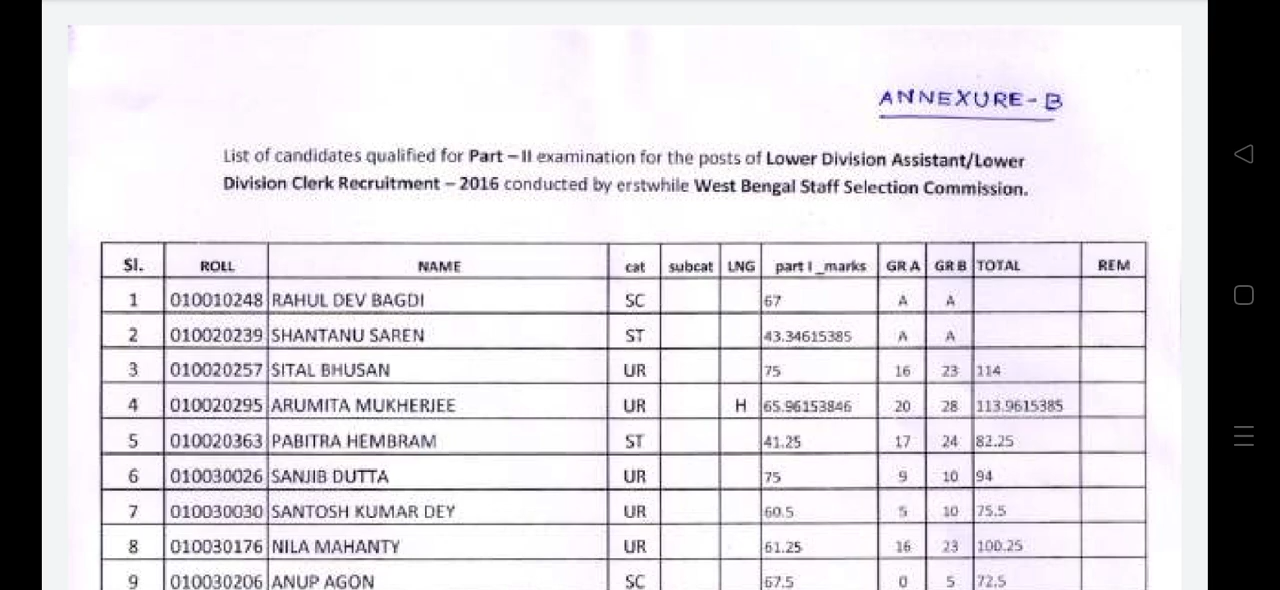 ANNEXURE-B
List of candidates qualified for Part – II examination for the posts of Lower Division Assistant/Lower
Division Clerk Recruitment – 2016 conducted by erstwhile West Bengal Staff Selection Commission.
Sl. ROLL NAME cat subcat LNG part I _marks GR A GR B TOTAL REM
1 010010248 RAHUL DEV BAGDI SC 67 A A
2 010020239 SHANTANU SAREN ST 43.34615385 A A
3 010020257 SITAL BHUSAN UR 75 16 23 114
4 010020295 ARUMITA MUKHERJEE UR H 65.96153846 20 28 113.9615385
5 010020363 PABITRA HEMBRAM ST 41.25 17 24 82.25
6 010030026 SANJIB DUTTA UR 75 9 10 94
7 010030030 SANTOSH KUMAR DEY UR 60.5 5 10 75.5
8 010030176 NILA MAHANTY UR 61.25 16 23 100.25
9 010030206 ANUP AGON SC 67.5 0 5 72.5